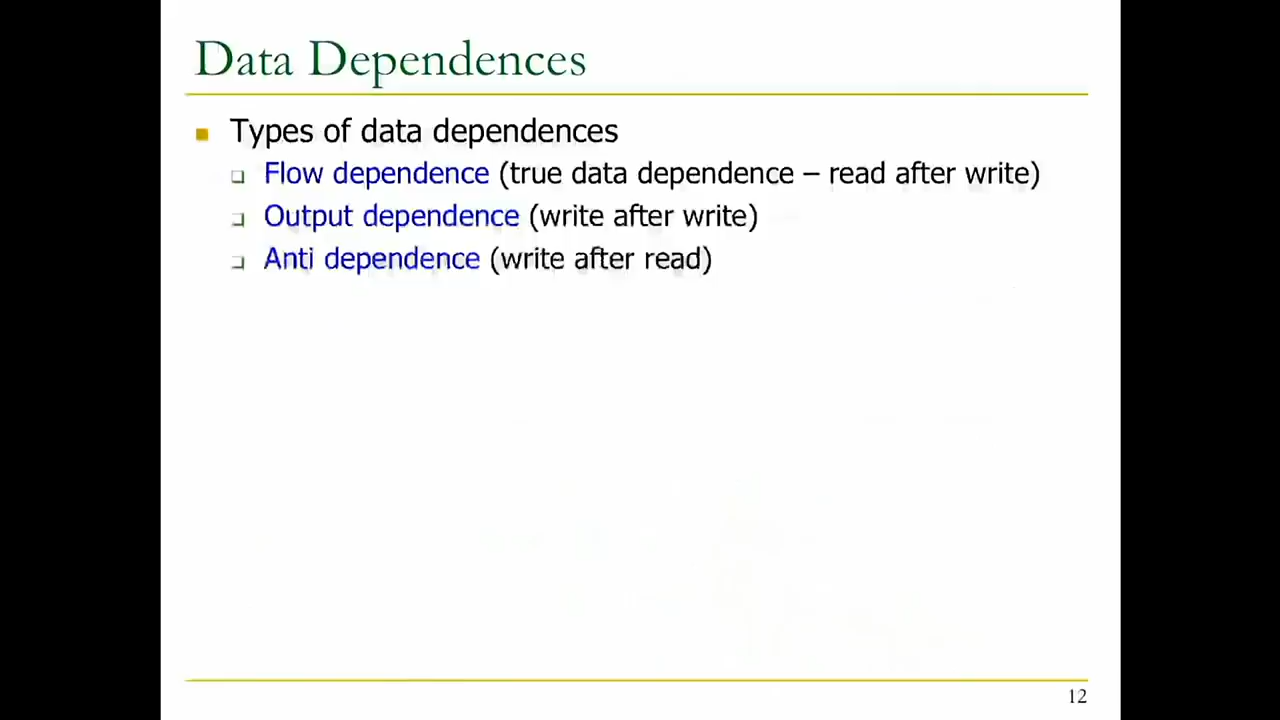 Data Dependences
Types of data dependences
Flow dependence (true data dependence – read after write)
Output dependence (write after write)
Anti dependence (write after read)
12